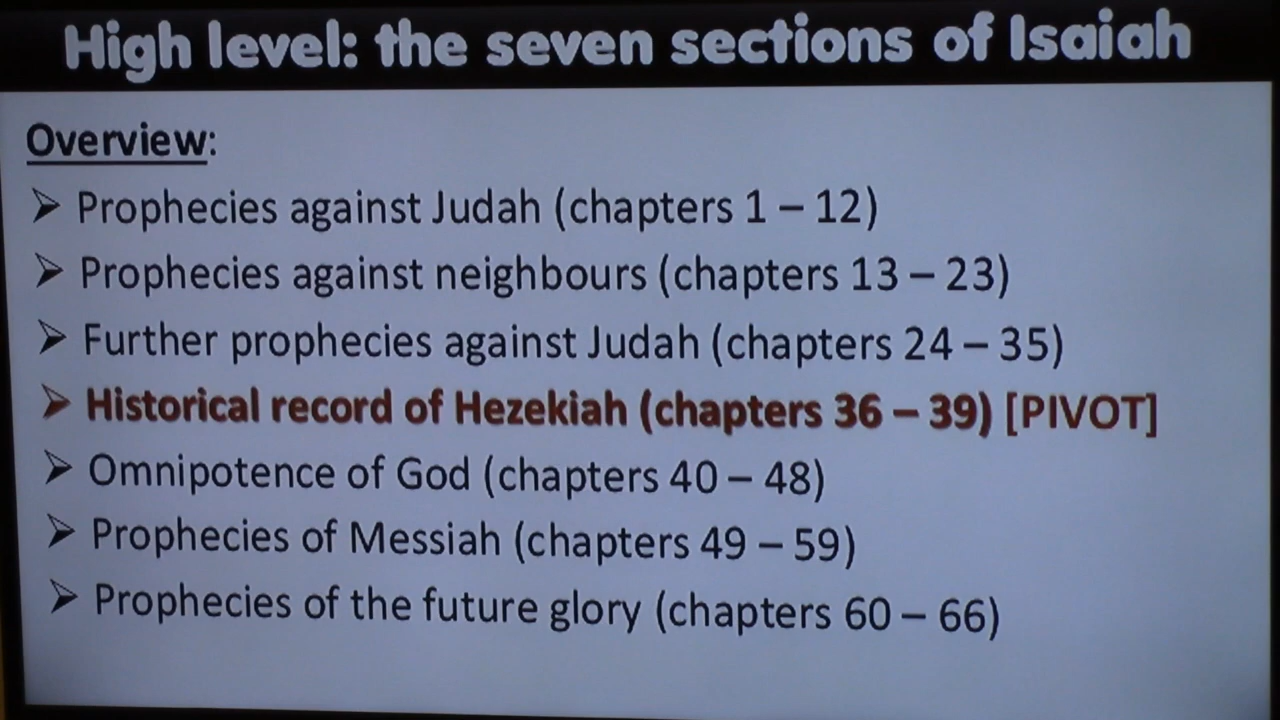 High level: the seven sections of Isaiah
Overview:
➢ Prophecies against Judah (chapters 1 – 12)
➢ Prophecies against neighbours (chapters 13 – 23)
➢ Further prophecies against Judah (chapters 24 – 35)
➢ Historical record of Hezekiah (chapters 36 – 39) [PIVOT]
➢ Omnipotence of God (chapters 40 – 48)
➢ Prophecies of Messiah (chapters 49 – 59)
➢ Prophecies of the future glory (chapters 60 – 66)